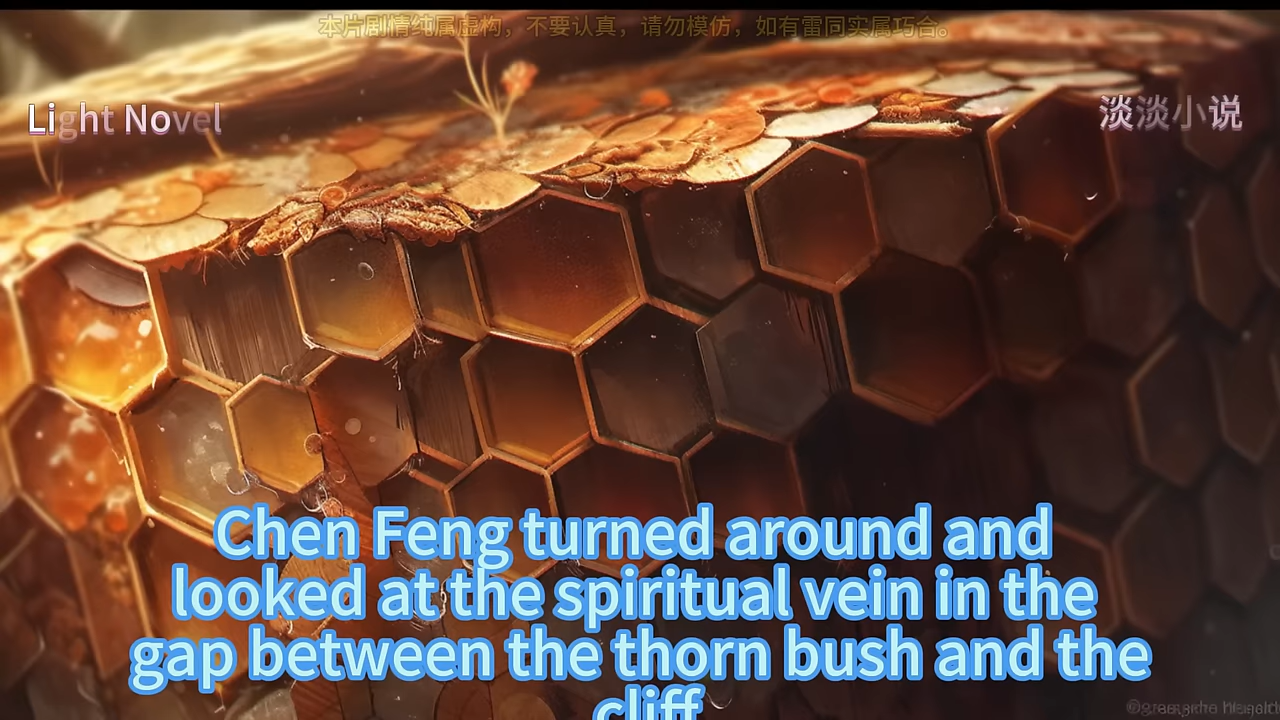 本片剧情纯属虚构，不要认真，请勿模仿，如有雷同实属巧合。
Light Novel
淡淡小说
Chen Feng turned around and
looked at the spiritual vein in the
gap between the thorn bush and the
cliff